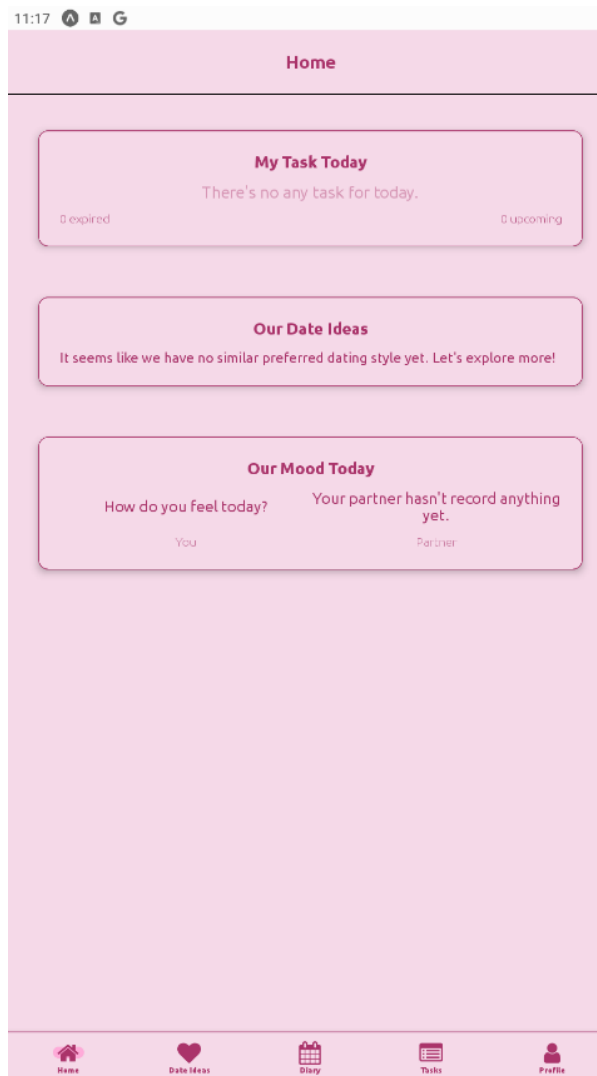 11:17
Home
My Task Today
There's no any task for today.
0 expired
0 upcoming
Our Date Ideas
It seems like we have no similar preferred dating style yet. Let's explore more!
Our Mood Today
How do you feel today?
Your partner hasn't record anything
yet.
You
Partner
Home
Date Ideas
Diary
Tasks
Profile